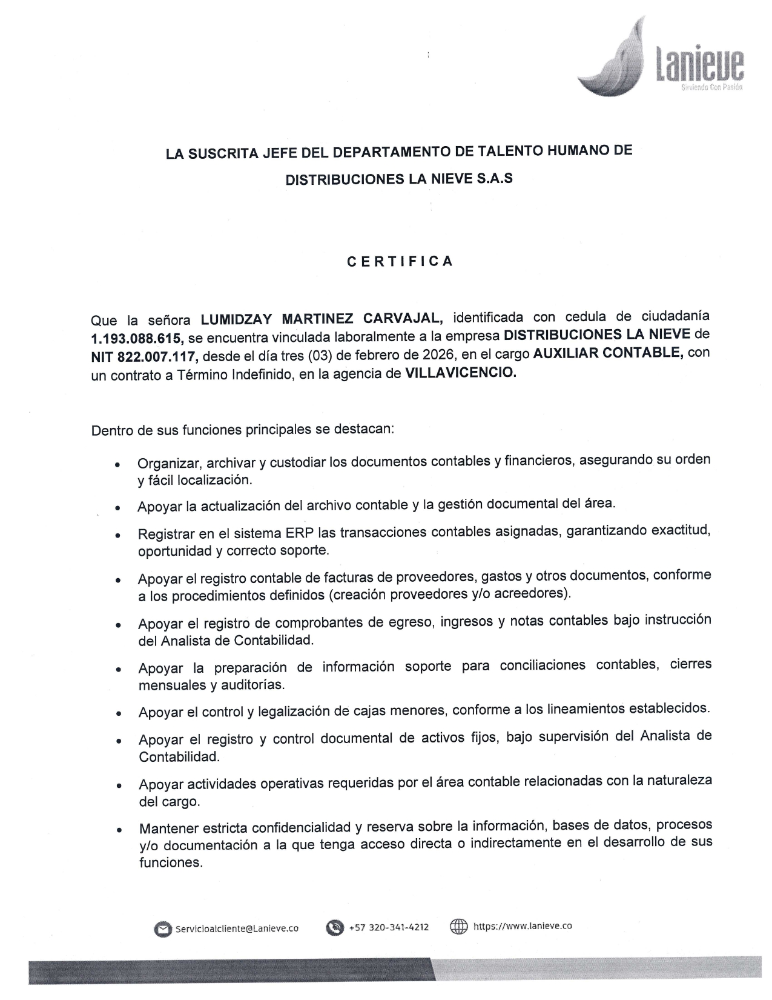 Lanieve
Sirviendo Con Pasión
LA SUSCRITA JEFE DEL DEPARTAMENTO DE TALENTO HUMANO DE
DISTRIBUCIONES LA NIEVE S.A.S
C E R T I F I C A
Que la señora LUMIDZAY MARTINEZ CARVAJAL, identificada con cedula de ciudadanía
1.193.088.615, se encuentra vinculada laboralmente a la empresa DISTRIBUCIONES LA NIEVE de
NIT 822.007.117, desde el día tres (03) de febrero de 2026, en el cargo AUXILIAR CONTABLE, con
un contrato a Término Indefinido, en la agencia de VILLAVICENCIO.
Dentro de sus funciones principales se destacan:
• Organizar, archivar y custodiar los documentos contables y financieros, asegurando su orden
y fácil localización.
• Apoyar la actualización del archivo contable y la gestión documental del área.
• Registrar en el sistema ERP las transacciones contables asignadas, garantizando exactitud,
oportunidad y correcto soporte.
• Apoyar el registro contable de facturas de proveedores, gastos y otros documentos, conforme
a los procedimientos definidos (creación proveedores y/o acreedores).
• Apoyar el registro de comprobantes de egreso, ingresos y notas contables bajo instrucción
del Analista de Contabilidad.
• Apoyar la preparación de información soporte para conciliaciones contables, cierres
mensuales y auditorías.
• Apoyar el control y legalización de cajas menores, conforme a los lineamientos establecidos.
• Apoyar el registro y control documental de activos fijos, bajo supervisión del Analista de
Contabilidad.
• Apoyar actividades operativas requeridas por el área contable relacionadas con la naturaleza
del cargo.
• Mantener estricta confidencialidad y reserva sobre la información, bases de datos, procesos
y/o documentación a la que tenga acceso directa o indirectamente en el desarrollo de sus
funciones.
Servicioalcliente@Lanieve.co +57 320-341-4212 https://www.lanieve.co